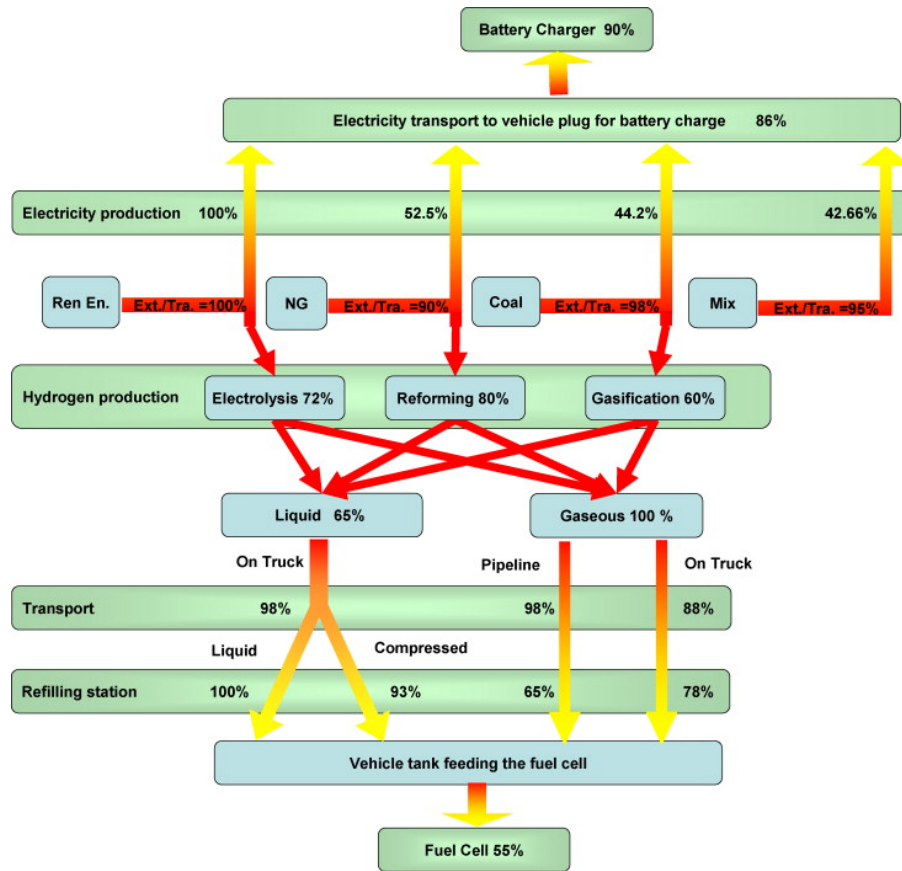 Battery Charger 90%
Electricity transport to vehicle plug for battery charge 86%
Electricity production 100% 52.5% 44.2% 42.66%
Ren En. Ext./Tra. =100% NG Ext./Tra. =90% Coal Ext./Tra. =98% Mix Ext./Tra. =95%
Hydrogen production Electrolysis 72% Reforming 80% Gasification 60%
Liquid 65% Gaseous 100 %
On Truck Pipeline On Truck
Transport 98% 98% 88%
Liquid Compressed
Refilling station 100% 93% 65% 78%
Vehicle tank feeding the fuel cell
Fuel Cell 55%